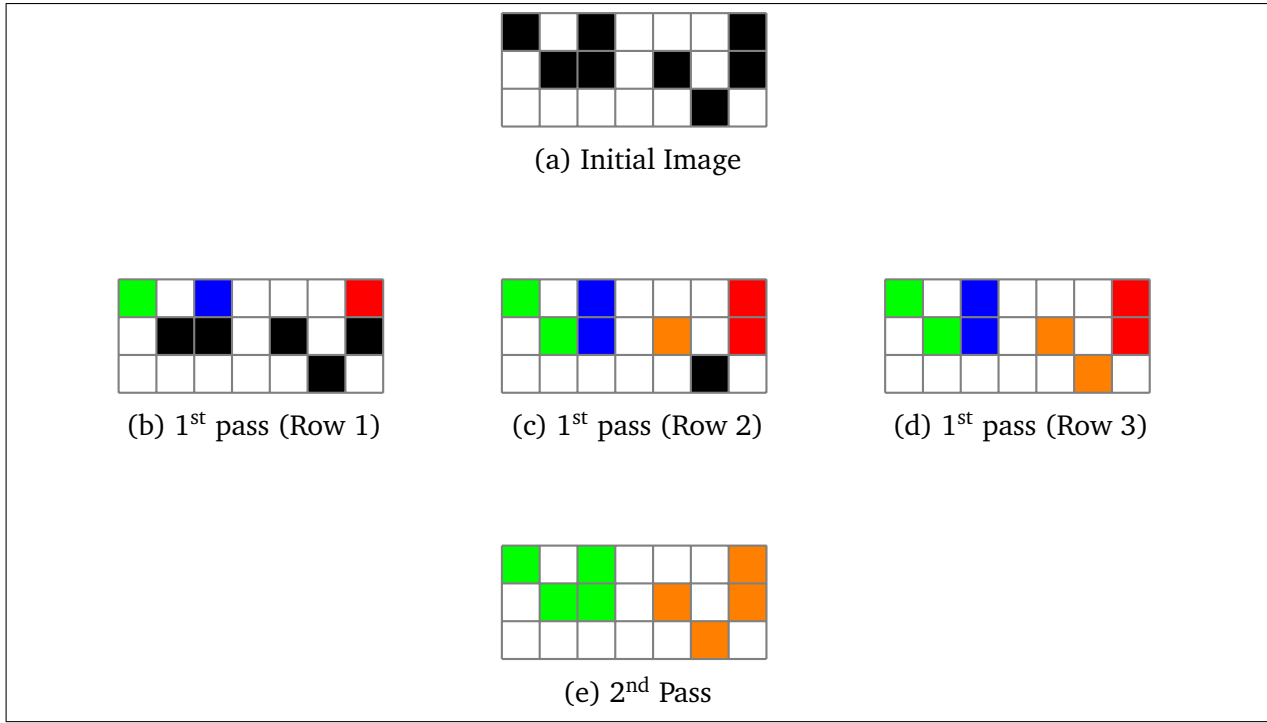 (a) Initial Image
(b) 1st pass (Row 1)
(c) 1st pass (Row 2)
(d) 1st pass (Row 3)
(e) 2nd Pass